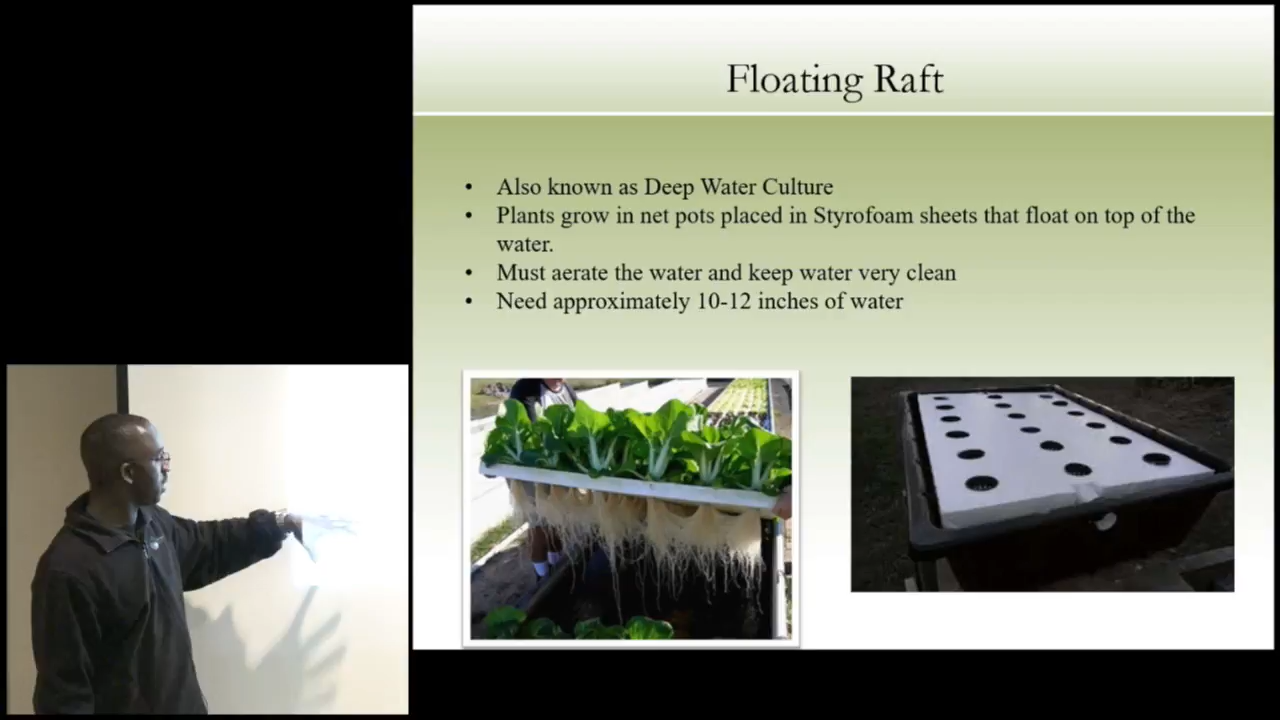 Floating Raft
• Also known as Deep Water Culture
• Plants grow in net pots placed in Styrofoam sheets that float on top of the
water.
• Must aerate the water and keep water very clean
• Need approximately 10-12 inches of water